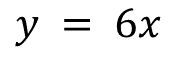 y = 6x